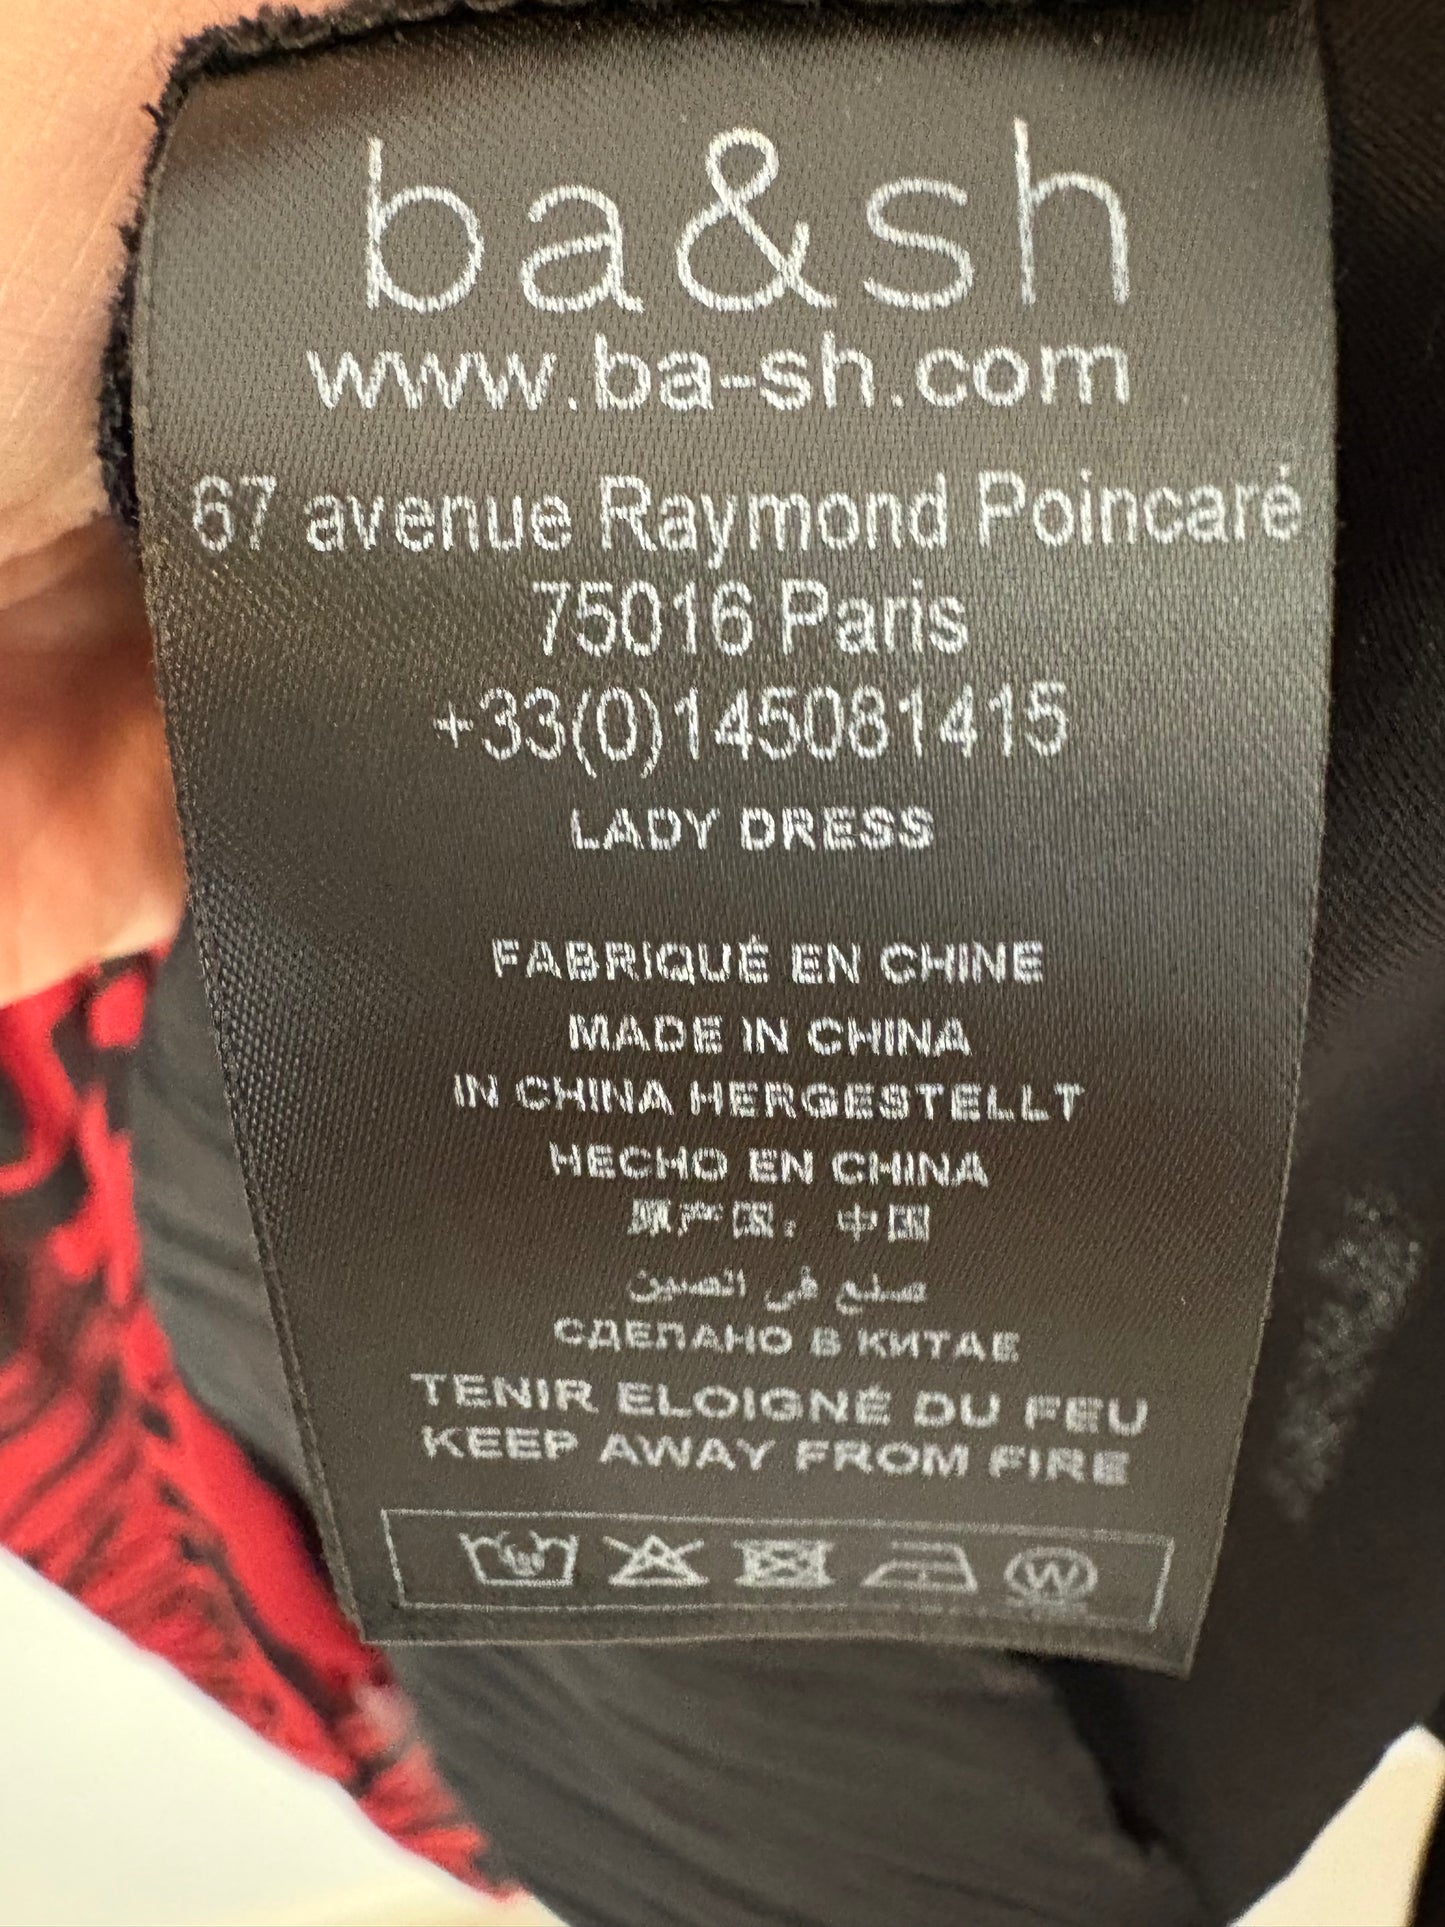 ba&sh
www.ba-sh.com
67 avenue Raymond Poincaré
75016 Paris
+33(0)145081415
LADY DRESS
FABRIQUÉ EN CHINE
MADE IN CHINA
IN CHINA HERGESTELLT
HECHO EN CHINA
原产国：中国
صنع في الصين
СДЕЛАНО В КИТАЕ
TENIR ELOIGNÉ DU FEU
KEEP AWAY FROM FIRE
W